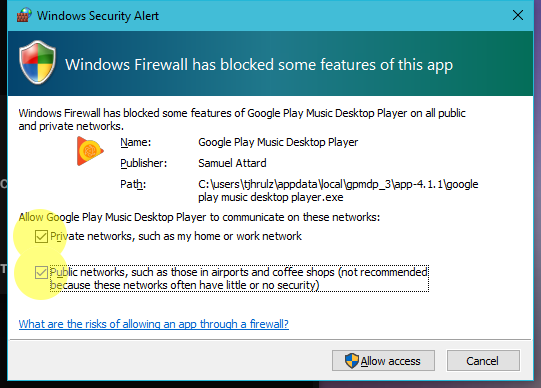 Windows Security Alert
Windows Firewall has blocked some features of this app
Windows Firewall has blocked some features of Google Play Music Desktop Player on all public
and private networks.
Name: Google Play Music Desktop Player
Publisher: Samuel Attard
Path: C:\users\tjhrulz\appdata\local\gpmdp_3\app-4.1.1\google
play music desktop player.exe
Allow Google Play Music Desktop Player to communicate on these networks:
Private networks, such as my home or work network
Public networks, such as those in airports and coffee shops (not recommended
because these networks often have little or no security)
What are the risks of allowing an app through a firewall?
Allow access Cancel